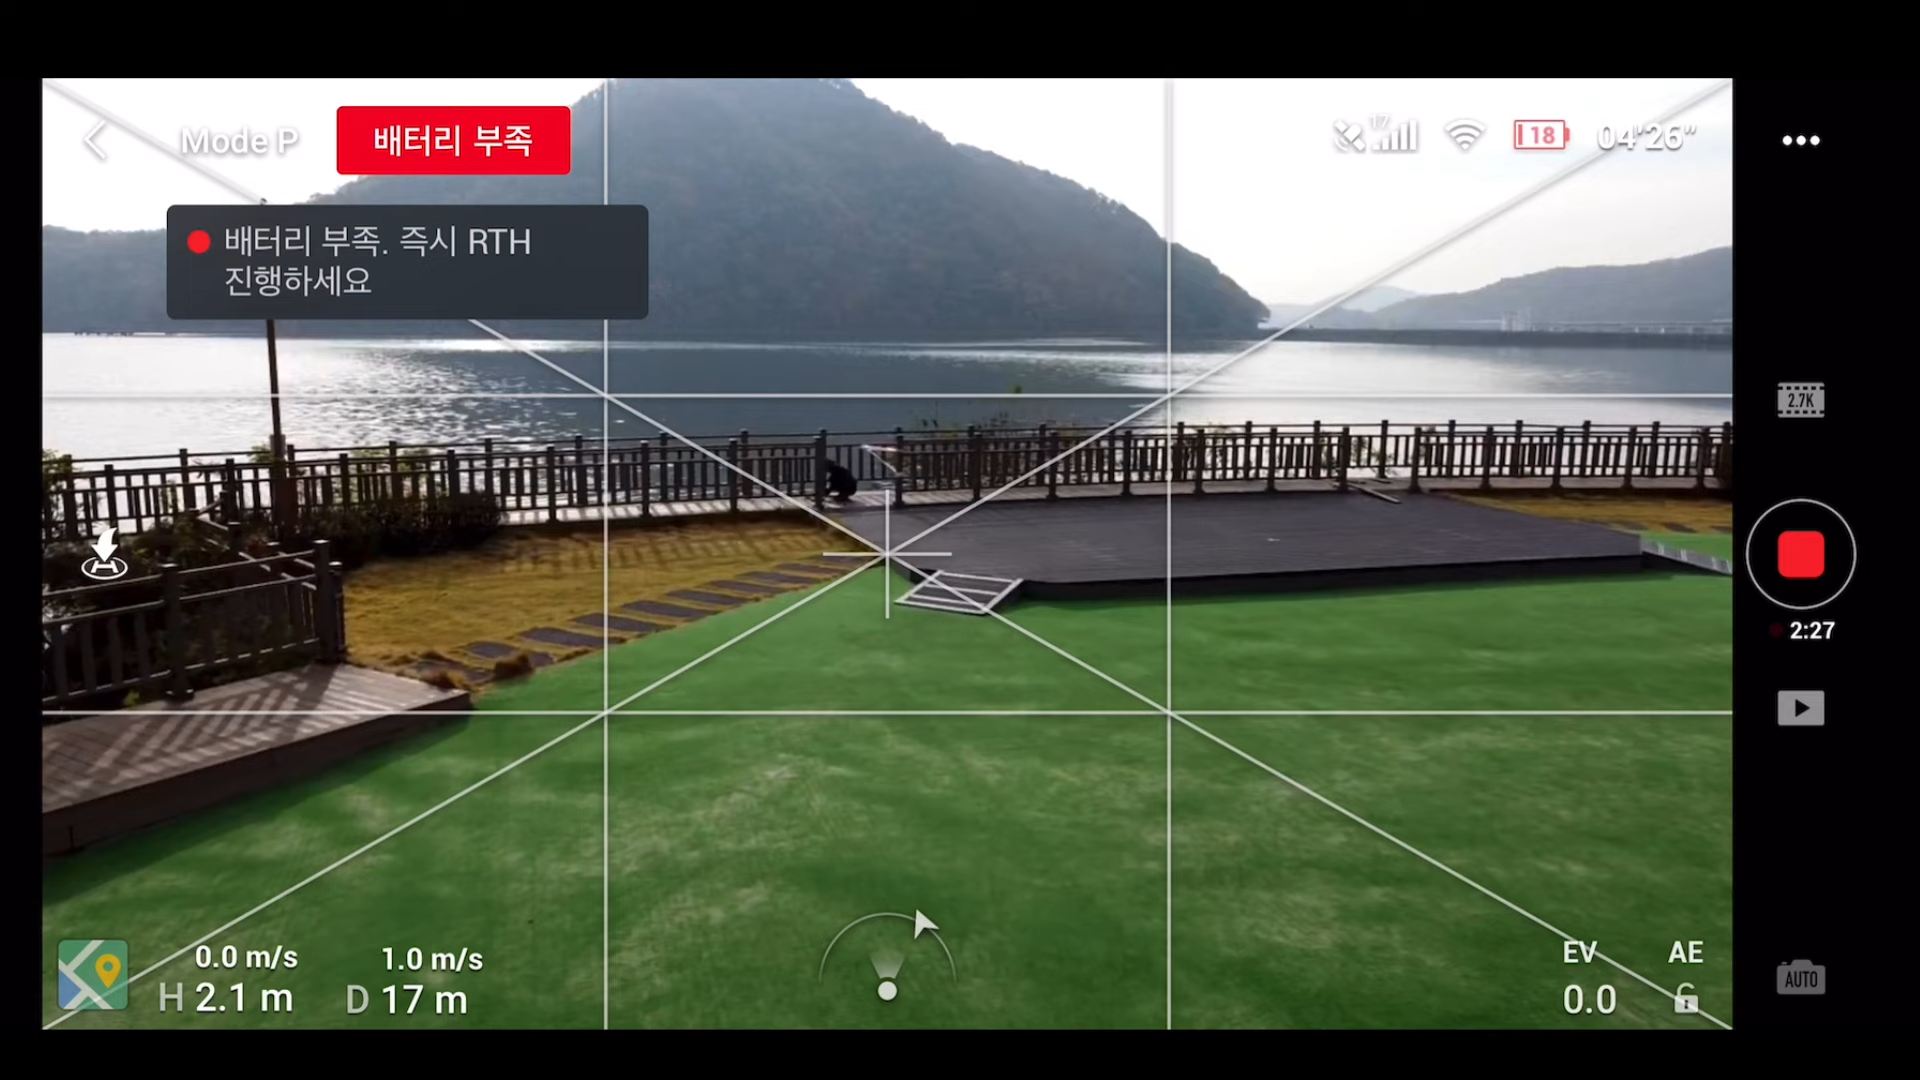 Mode P
배터리 부족
17
18
04'26"
배터리 부족. 즉시 RTH
진행하세요
2.7K
2:27
0.0 m/s
1.0 m/s
H 2.1 m
D 17 m
EV
AE
0.0
AUTO